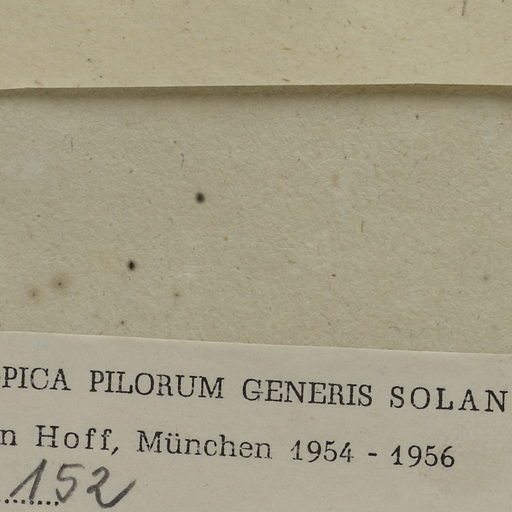 PICA PILORUM GENERIS SOLAN
n Hoff, München 1954 - 1956
152